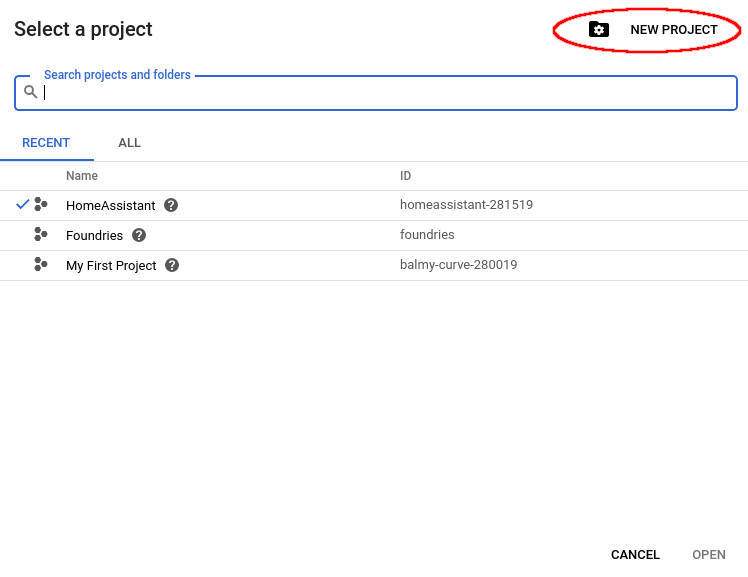 Select a project
NEW PROJECT
Search projects and folders
RECENT ALL
Name ID
HomeAssistant ? homeassistant-281519
Foundries ? foundries
My First Project ? balmy-curve-280019
CANCEL OPEN